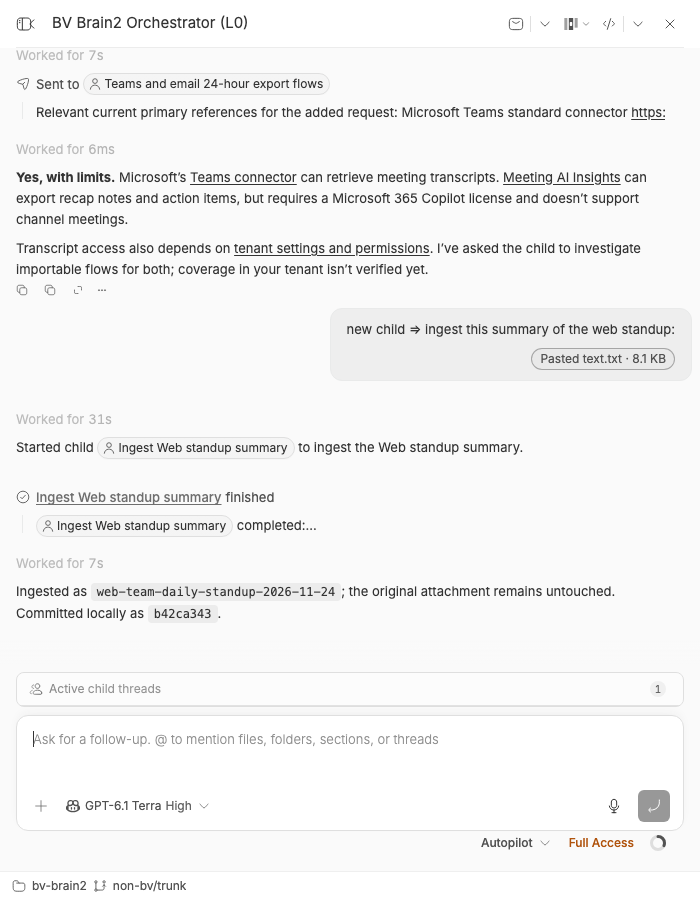 BV Brain2 Orchestrator (L0)
Worked for 7s
Sent to Teams and email 24-hour export flows
Relevant current primary references for the added request: Microsoft Teams standard connector https:
Worked for 6ms
Yes, with limits. Microsoft’s Teams connector can retrieve meeting transcripts. Meeting AI Insights can
export recap notes and action items, but requires a Microsoft 365 Copilot license and doesn’t support
channel meetings.
Transcript access also depends on tenant settings and permissions. I’ve asked the child to investigate
importable flows for both; coverage in your tenant isn’t verified yet.
new child ⇒ ingest this summary of the web standup:
Pasted text.txt · 8.1 KB
Worked for 31s
Started child Ingest Web standup summary to ingest the Web standup summary.
Ingest Web standup summary finished
Ingest Web standup summary completed:...
Worked for 7s
Ingested as web-team-daily-standup-2026-11-24; the original attachment remains untouched.
Committed locally as b42ca343.
Active child threads 1
Ask for a follow-up. @ to mention files, folders, sections, or threads
GPT-6.1 Terra High
Autopilot Full Access
bv-brain2 non-bv/trunk